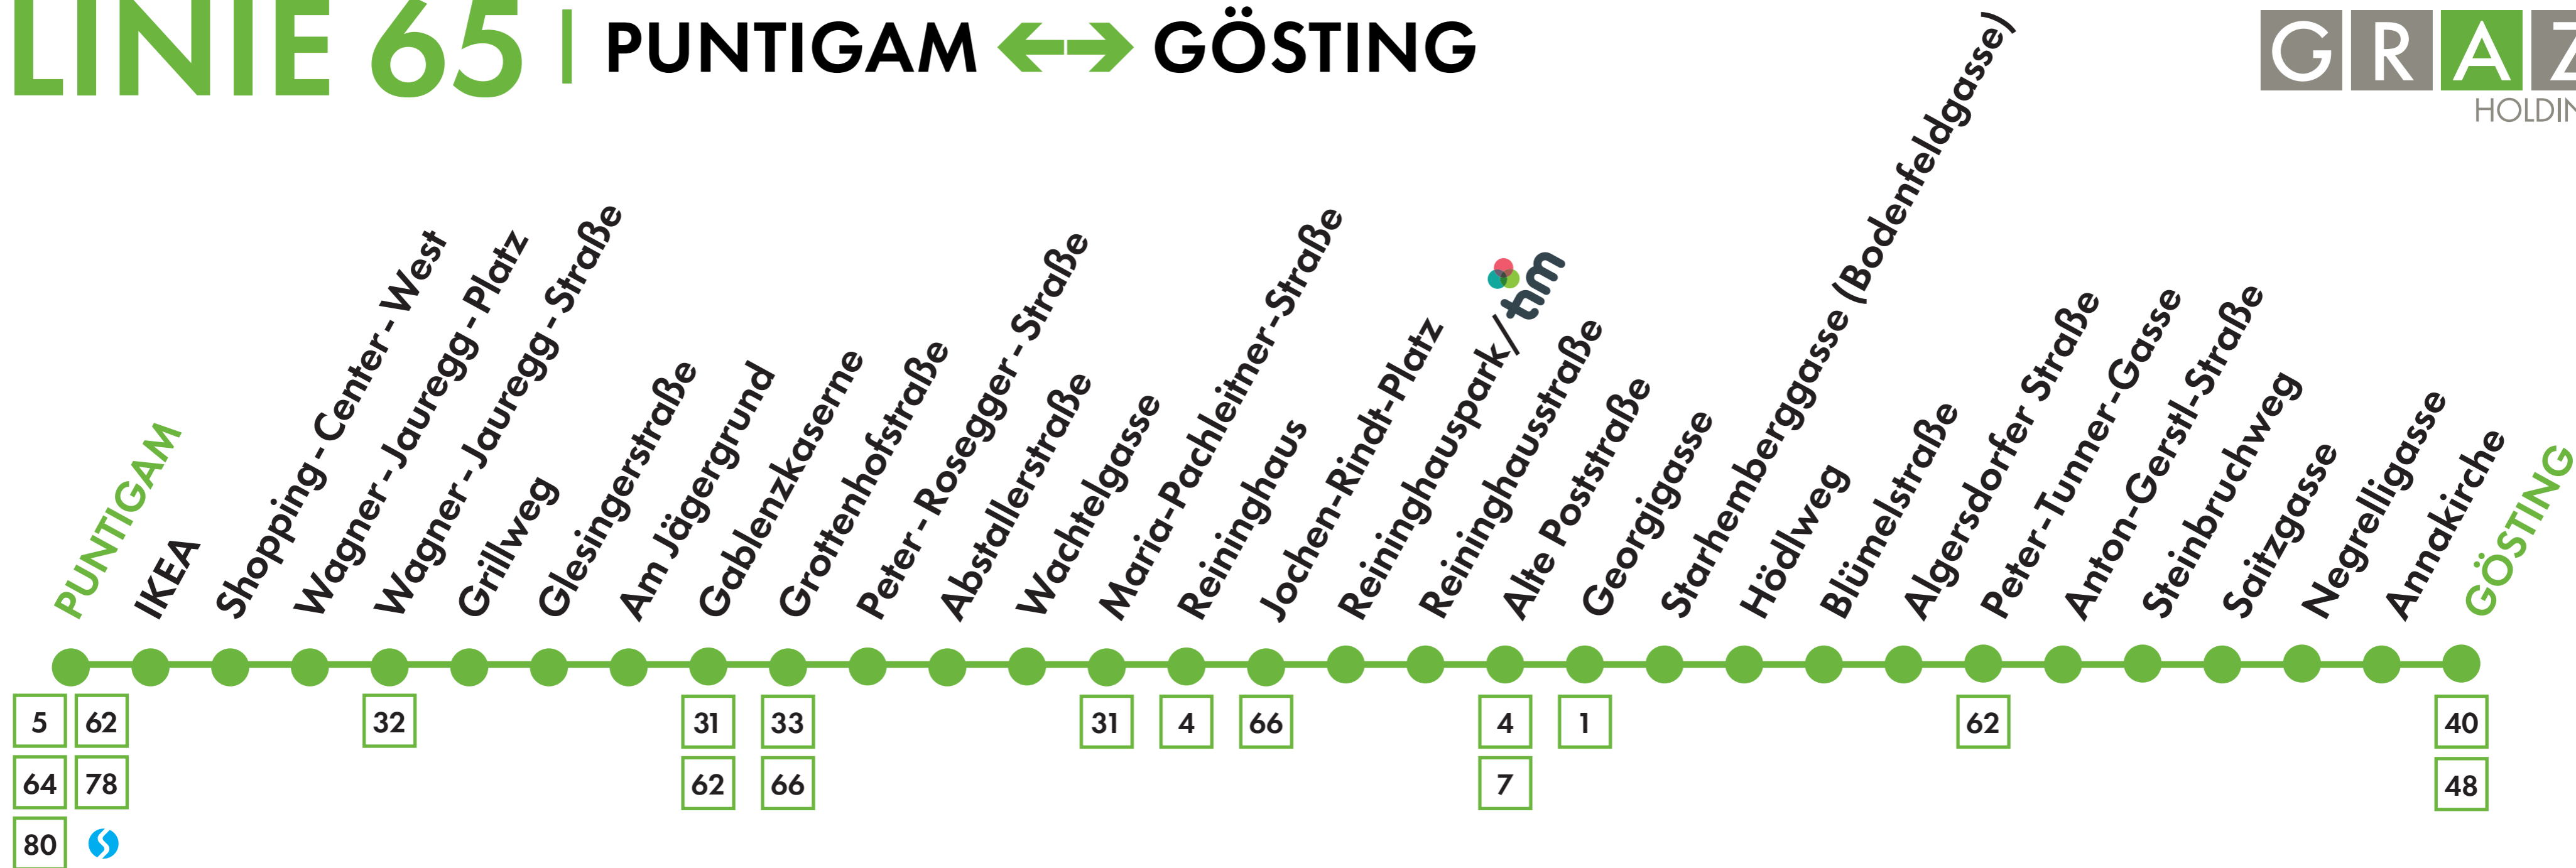 LINIE 65 | PUNTIGAM ↔ GÖSTING
GRAZ
HOLDIN
PUNTIGAM
IKEA
Shopping-Center-West
Wagner-Jauregg-Platz
Wagner-Jauregg-Straße
Grillweg
Glesingerstraße
Am Jägergrund
Gablenzkaserne
Grottenhofstraße
Peter-Rosegger-Straße
Abstallerstraße
Wachtelgasse
Maria-Pachleitner-Straße
Reininghaus
Jochen-Rindt-Platz
Reininghauspark/tim
Reininghausstraße
Alte Poststraße
Georgigasse
Starhemberggasse (Bodenfeldgasse)
Hödlweg
Blümelstraße
Algersdorfer Straße
Peter-Tunner-Gasse
Anton-Gerstl-Straße
Steinbruchweg
Saitzgasse
Negrelligasse
Annakirche
GÖSTING
5 62 32 31 33 31 4 66 4 1 62 40
64 78 62 66 7 48
80 S